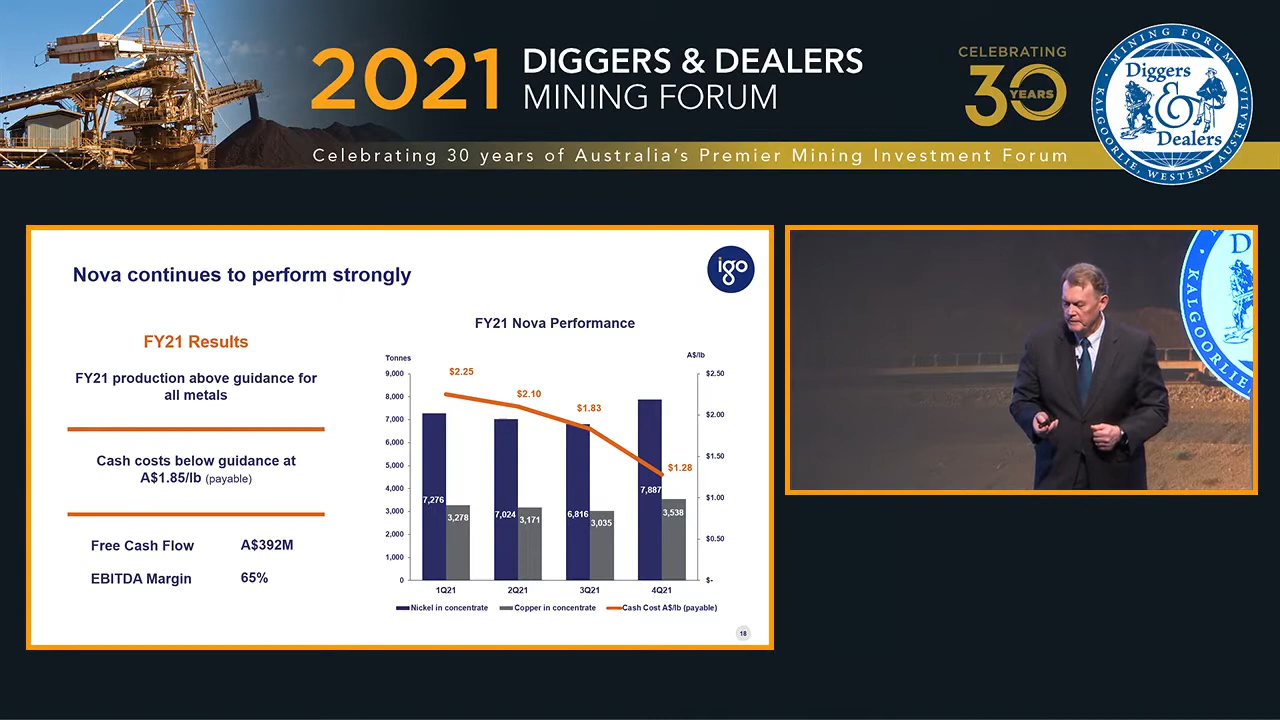 2021 DIGGERS & DEALERS
MINING FORUM
CELEBRATING
30 YEARS
Celebrating 30 years of Australia's Premier Mining Investment Forum
MINING FORUM
Diggers
&
Dealers
KALGOORLIE, WESTERN AUSTRALIA
Nova continues to perform strongly
igo
FY21 Results
FY21 production above guidance for
all metals
Cash costs below guidance at
A$1.85/lb (payable)
Free Cash Flow A$392M
EBITDA Margin 65%
FY21 Nova Performance
Tonnes
A$/lb
9,000
8,000
7,000
6,000
5,000
4,000
3,000
2,000
1,000
0
$2.50
$2.00
$1.50
$1.00
$0.50
$-
$2.25
$2.10
$1.83
$1.28
7,276
3,278
7,024
3,171
6,816
3,035
7,887
3,538
1Q21 2Q21 3Q21 4Q21
Nickel in concentrate Copper in concentrate Cash Cost A$/lb (payable)
18
D
KALGOORLIE